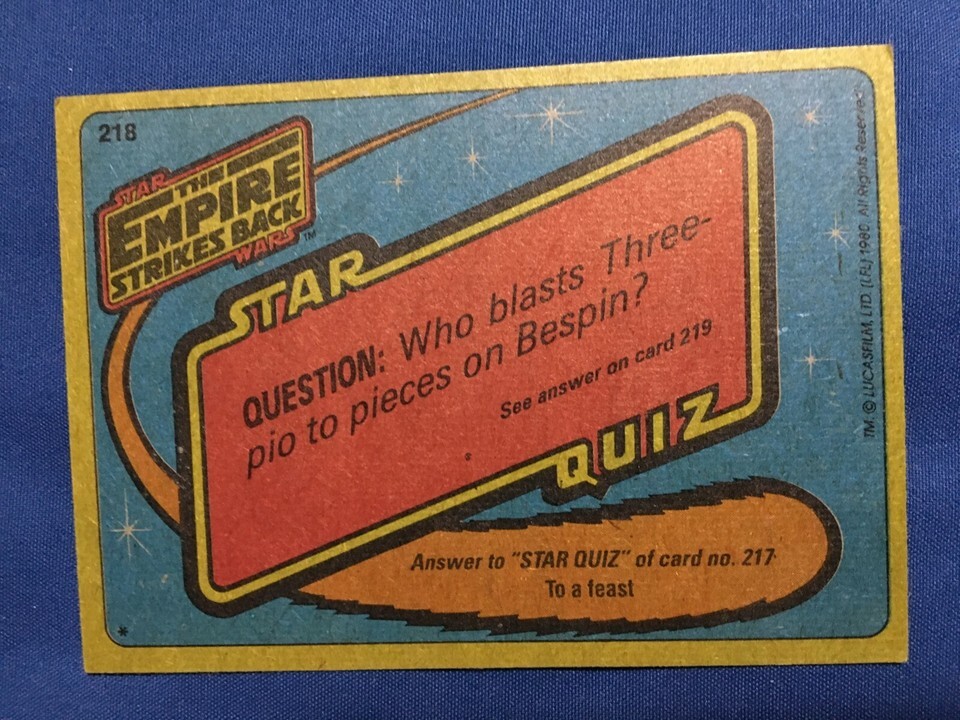 218
STAR
THE
EMPIRE
STRIKES BACK
WARS™
STAR
QUESTION: Who blasts Three-
pio to pieces on Bespin?
See answer on card 219
QUIZ
Answer to "STAR QUIZ" of card no. 217
To a feast
*
TM: © LUCASFILM, LTD. (LFL) 1980. All Rights Reserved.